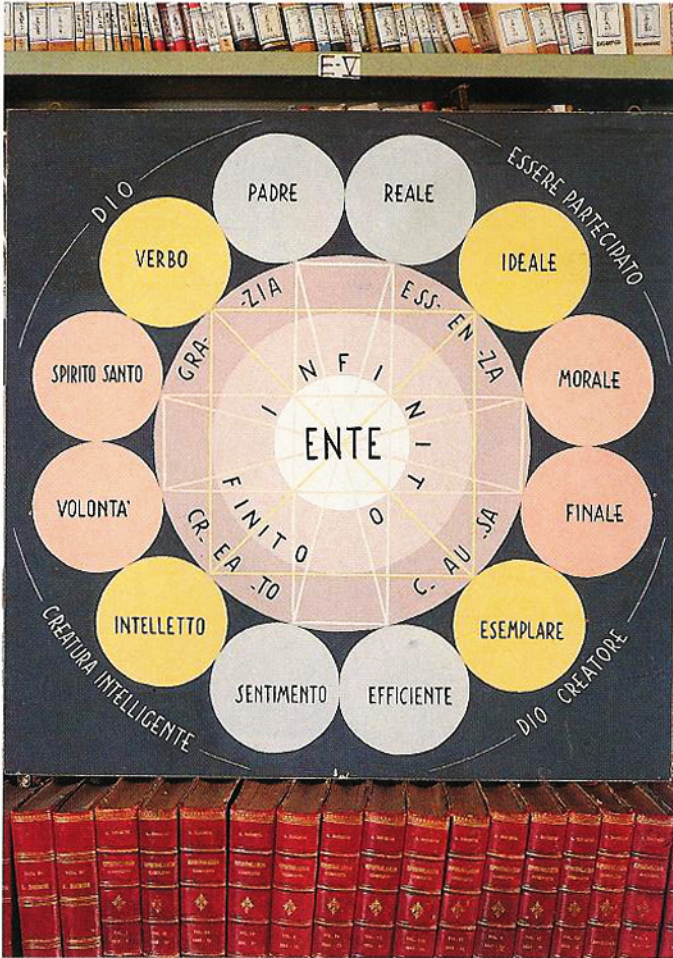 E-V
DIO
ESSERE PARTECIPATO
PADRE
REALE
VERBO
IDEALE
SPIRITO SANTO
MORALE
VOLONTA'
FINALE
INTELLETTO
ESEMPLARE
SENTIMENTO
EFFICIENTE
CREATURA INTELLIGENTE
DIO CREATORE
GRA- -ZIA
ESS- EN -ZA
CR- EA -TO
C- AU -SA
INFINITO
FINITO
ENTE